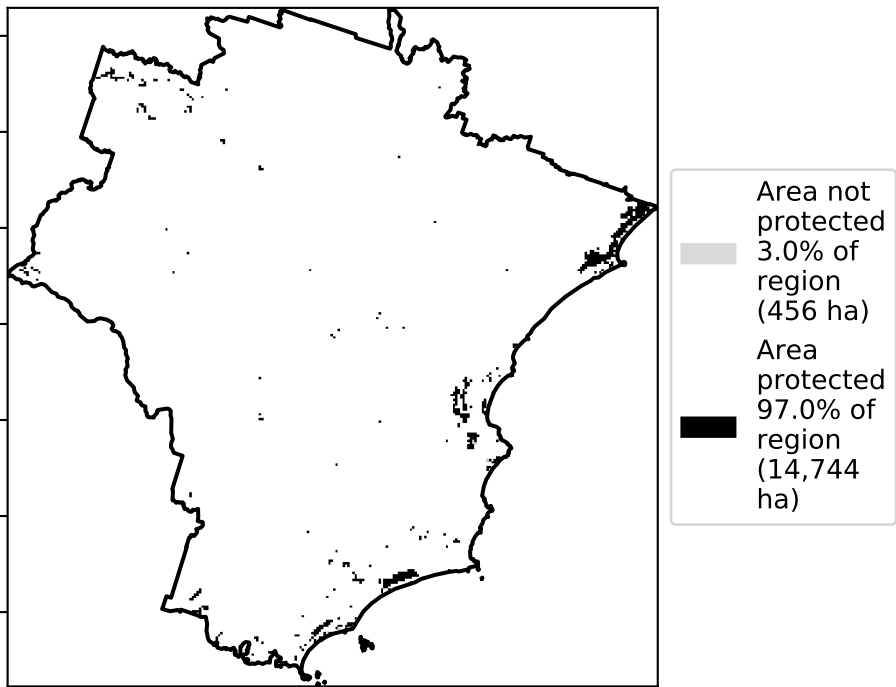 Area not
protected
3.0% of
region
(456 ha)
Area
protected
97.0% of
region
(14,744
ha)